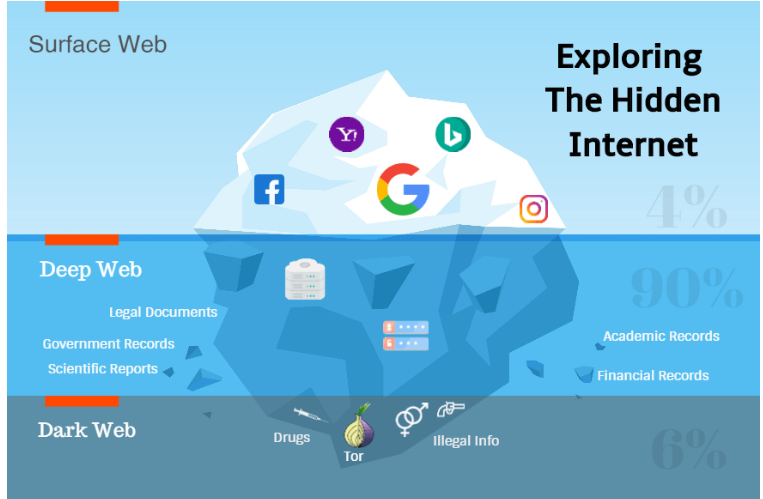 Surface Web
Exploring
The Hidden
Internet
Y!
4%
Deep Web
90%
Legal Documents
Government Records
Academic Records
Scientific Reports
Financial Records
Dark Web
Drugs
Tor
Illegal Info
6%